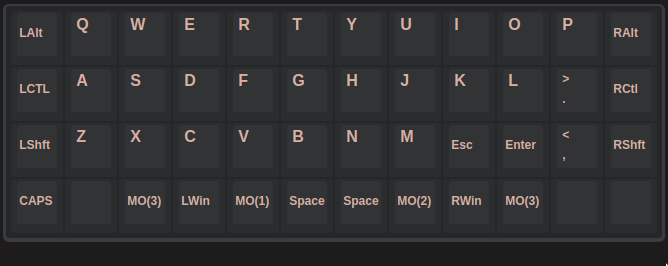 LAlt Q W E R T Y U I O P RAlt
LCTL A S D F G H J K L > . RCtl
LShft Z X C V B N M Esc Enter < , RShft
CAPS MO(3) LWin MO(1) Space Space MO(2) RWin MO(3)